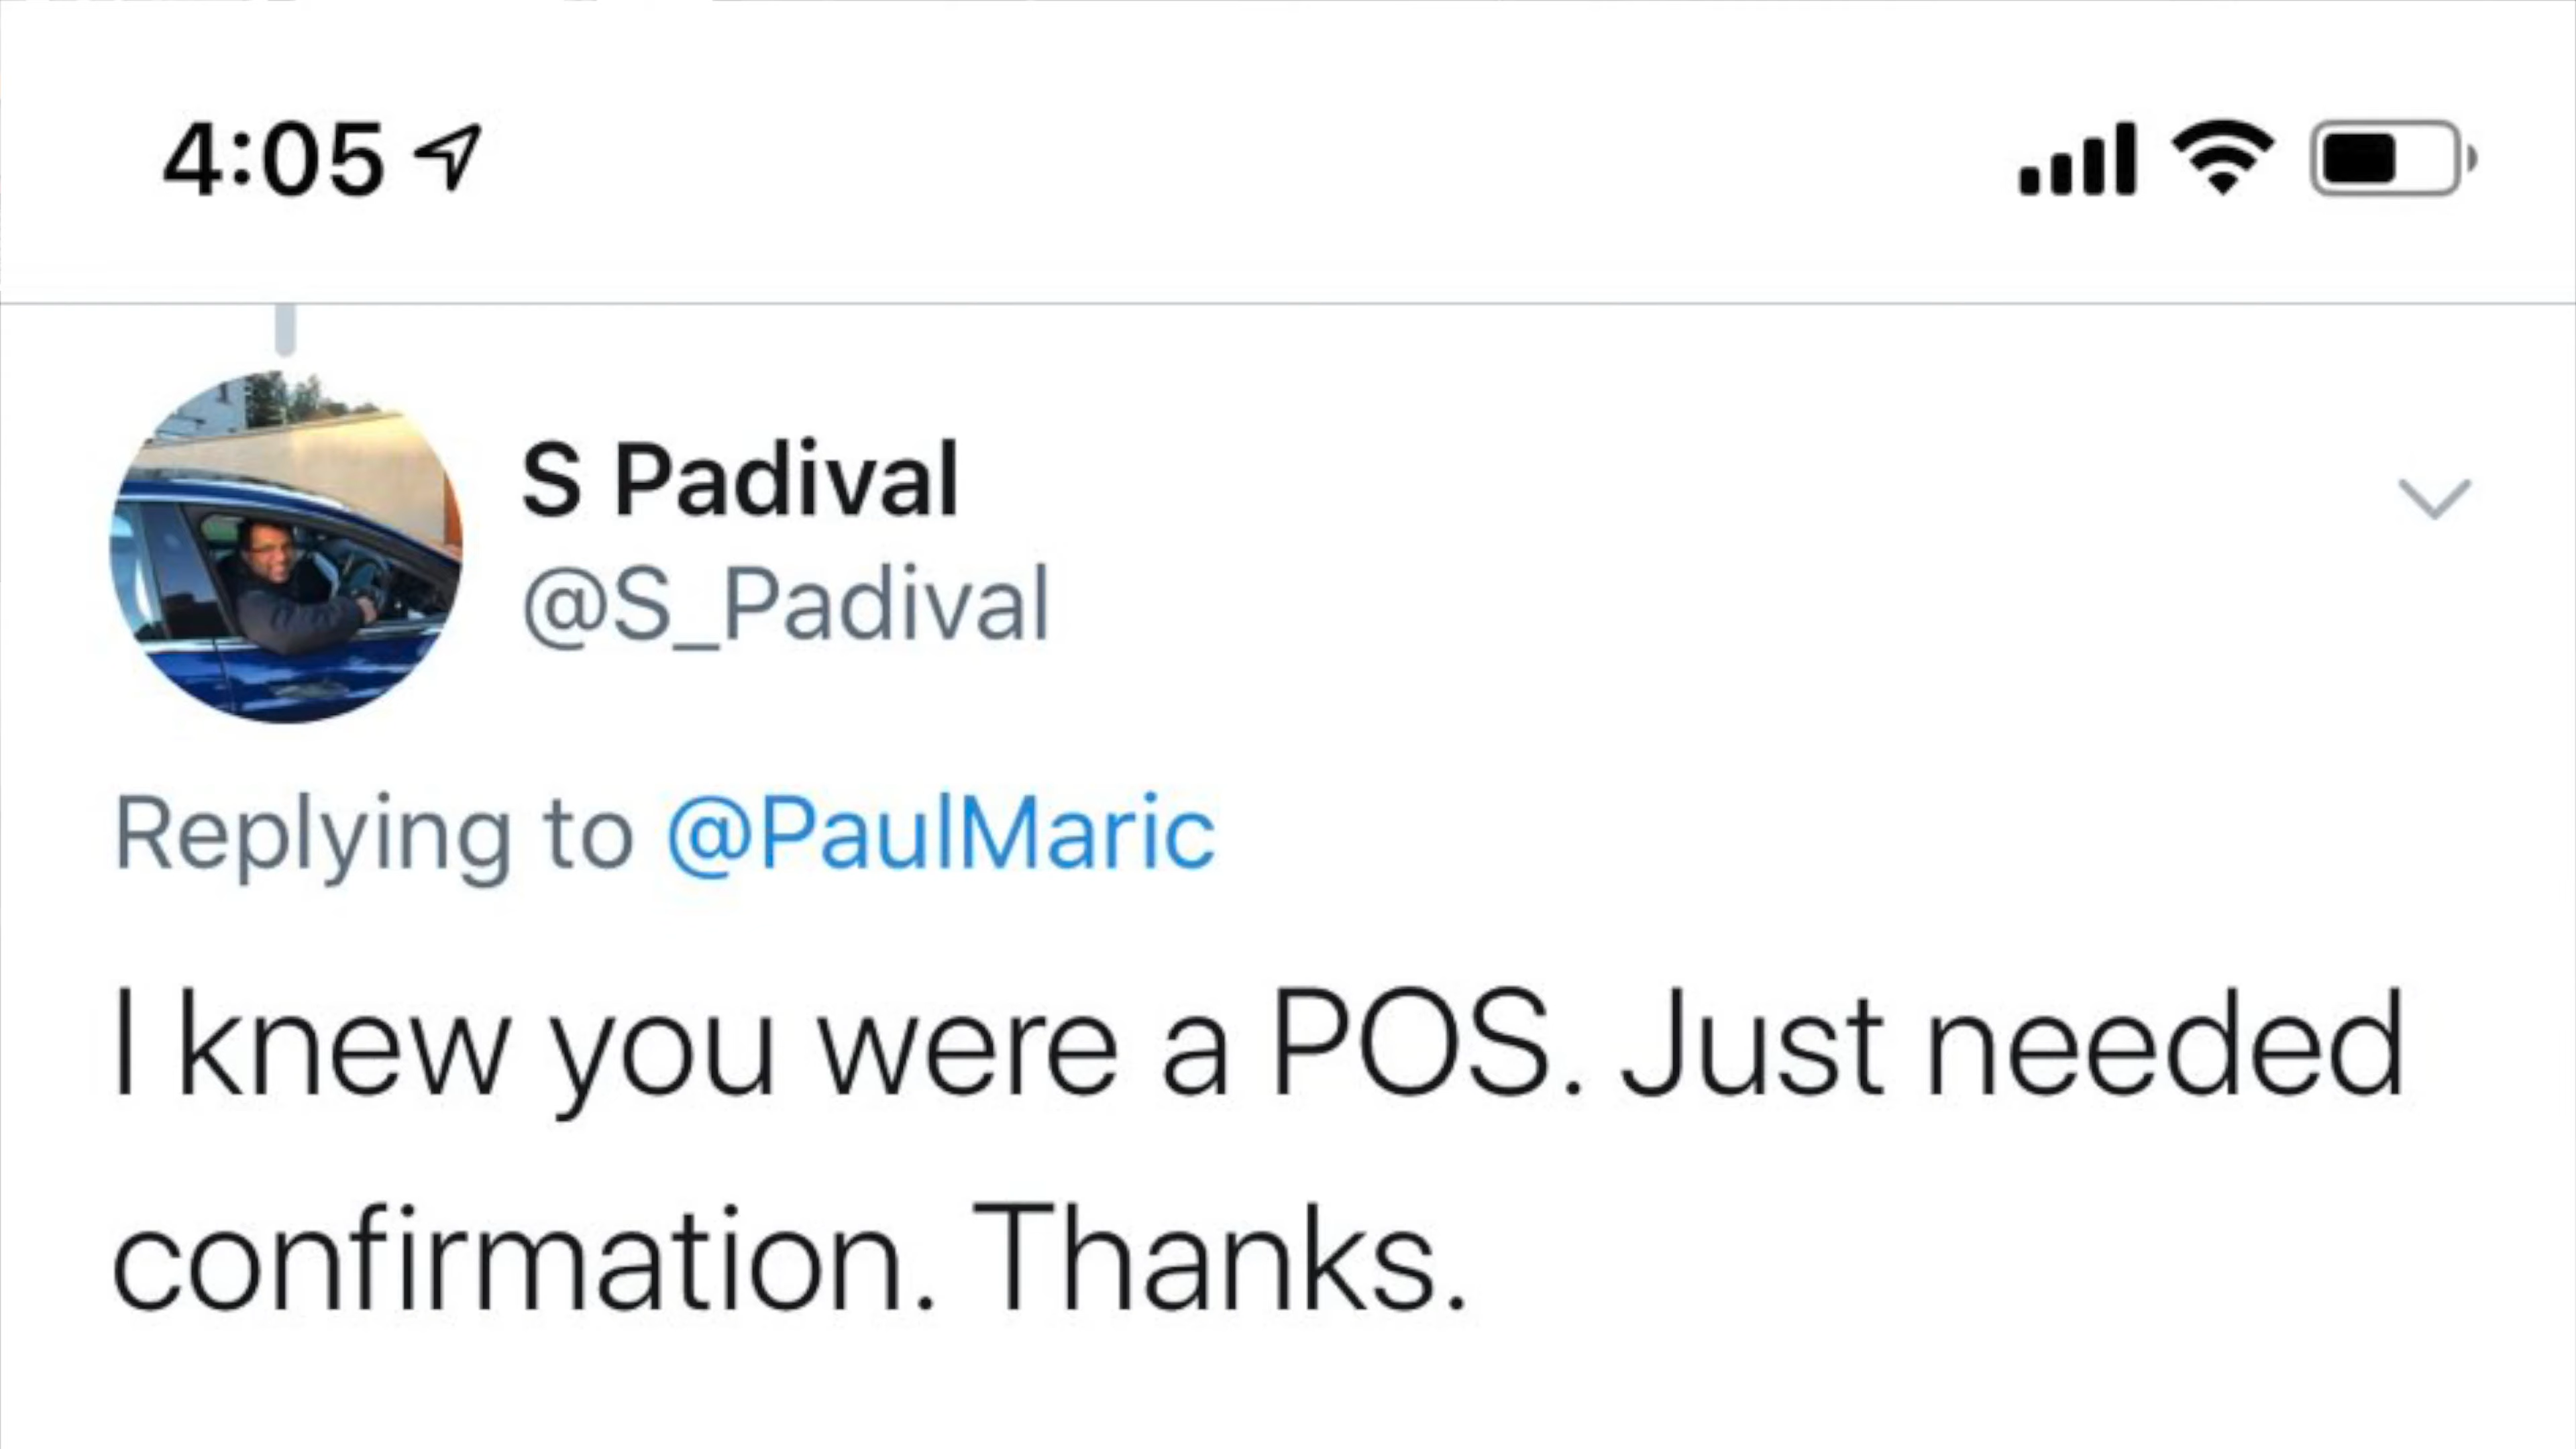 4:05
S Padival
@S_Padival
Replying to @PaulMaric
I knew you were a POS. Just needed
confirmation. Thanks.